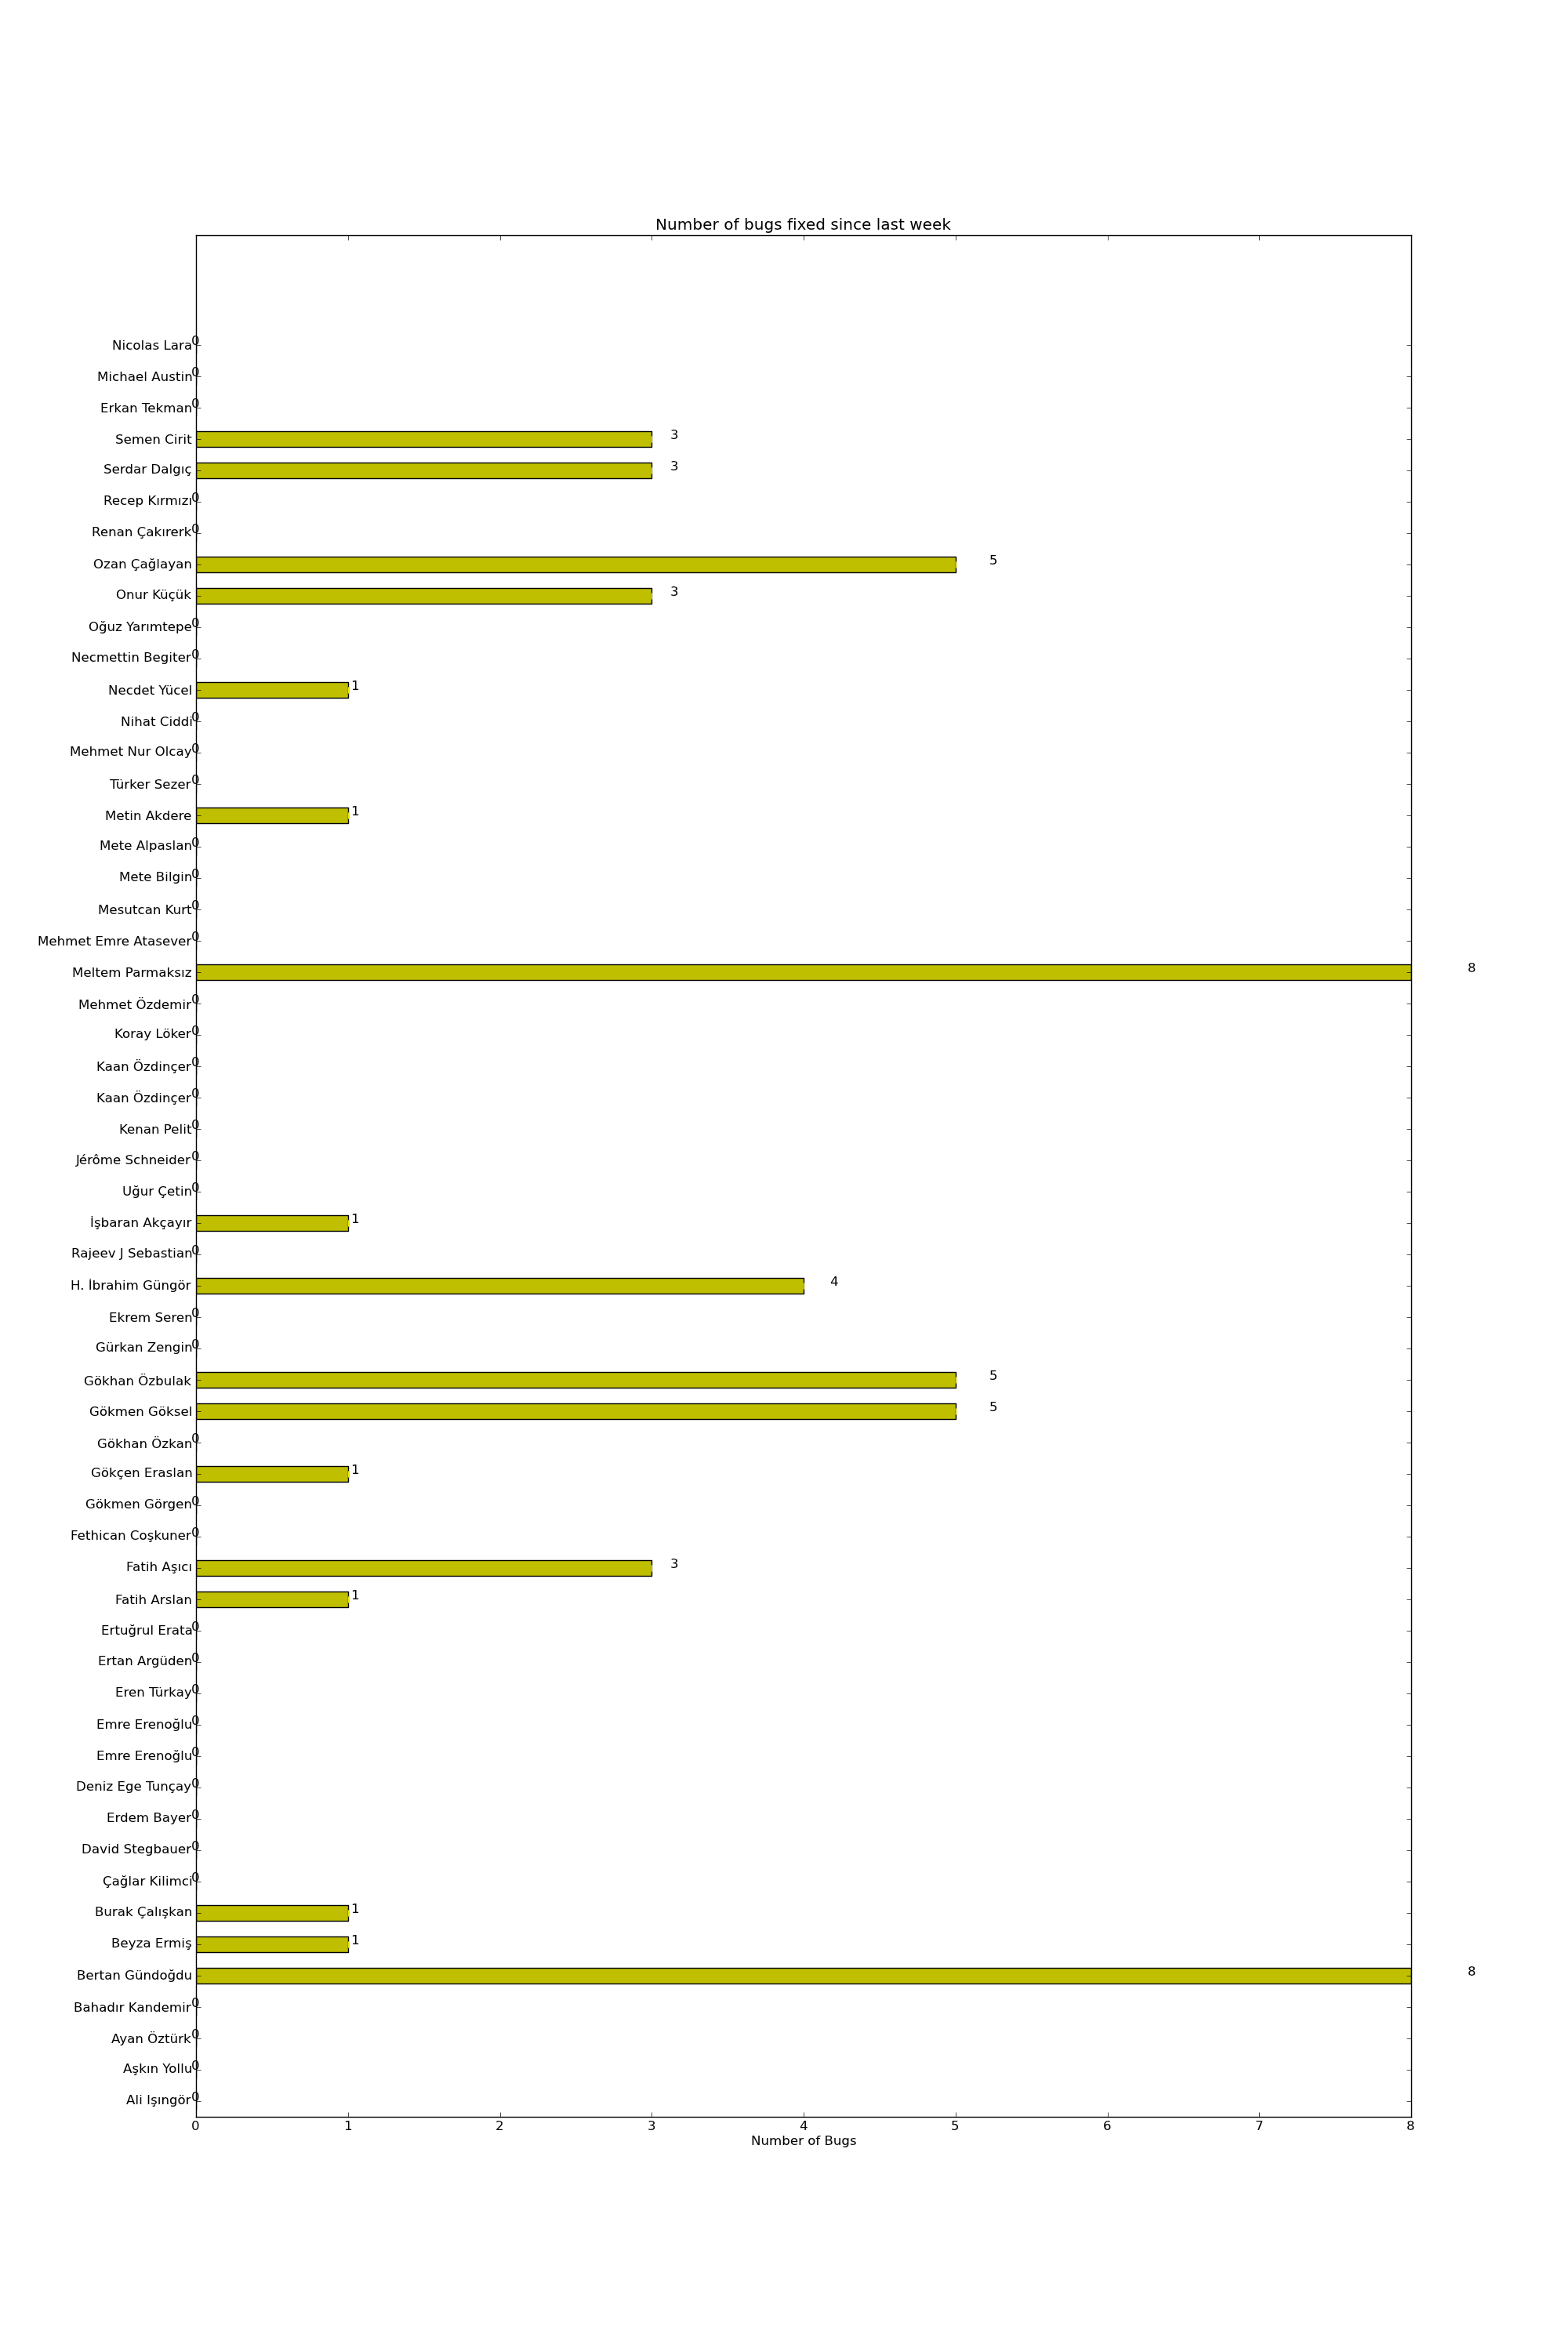 Number of bugs fixed since last week
Nicolas Lara 0
Michael Austin 0
Erkan Tekman 0
Semen Cirit 3
Serdar Dalgıç 3
Recep Kırmızı 0
Renan Çakırerk 0
Ozan Çağlayan 5
Onur Küçük 3
Oğuz Yarımtepe 0
Necmettin Begiter 0
Necdet Yücel 1
Nihat Ciddi 0
Mehmet Nur Olcay 0
Türker Sezer 0
Metin Akdere 1
Mete Alpaslan 0
Mete Bilgin 0
Mesutcan Kurt 0
Mehmet Emre Atasever 0
Meltem Parmaksız 8
Mehmet Özdemir 0
Koray Löker 0
Kaan Özdinçer 0
Kaan Özdinçer 0
Kenan Pelit 0
Jérôme Schneider 0
Uğur Çetin 0
İşbaran Akçayır 1
Rajeev J Sebastian 0
H. İbrahim Güngör 4
Ekrem Seren 0
Gürkan Zengin 0
Gökhan Özbulak 5
Gökmen Göksel 5
Gökhan Özkan 0
Gökçen Eraslan 1
Gökmen Görgen 0
Fethican Coşkuner 0
Fatih Aşıcı 3
Fatih Arslan 1
Ertuğrul Erata 0
Ertan Argüden 0
Eren Türkay 0
Emre Erenoğlu 0
Emre Erenoğlu 0
Deniz Ege Tunçay 0
Erdem Bayer 0
David Stegbauer 0
Çağlar Kilimci 0
Burak Çalışkan 1
Beyza Ermiş 1
Bertan Gündoğdu 8
Bahadır Kandemir 0
Ayan Öztürk 0
Aşkın Yollu 0
Ali Işıngör 0
0 1 2 3 4 5 6 7 8
Number of Bugs